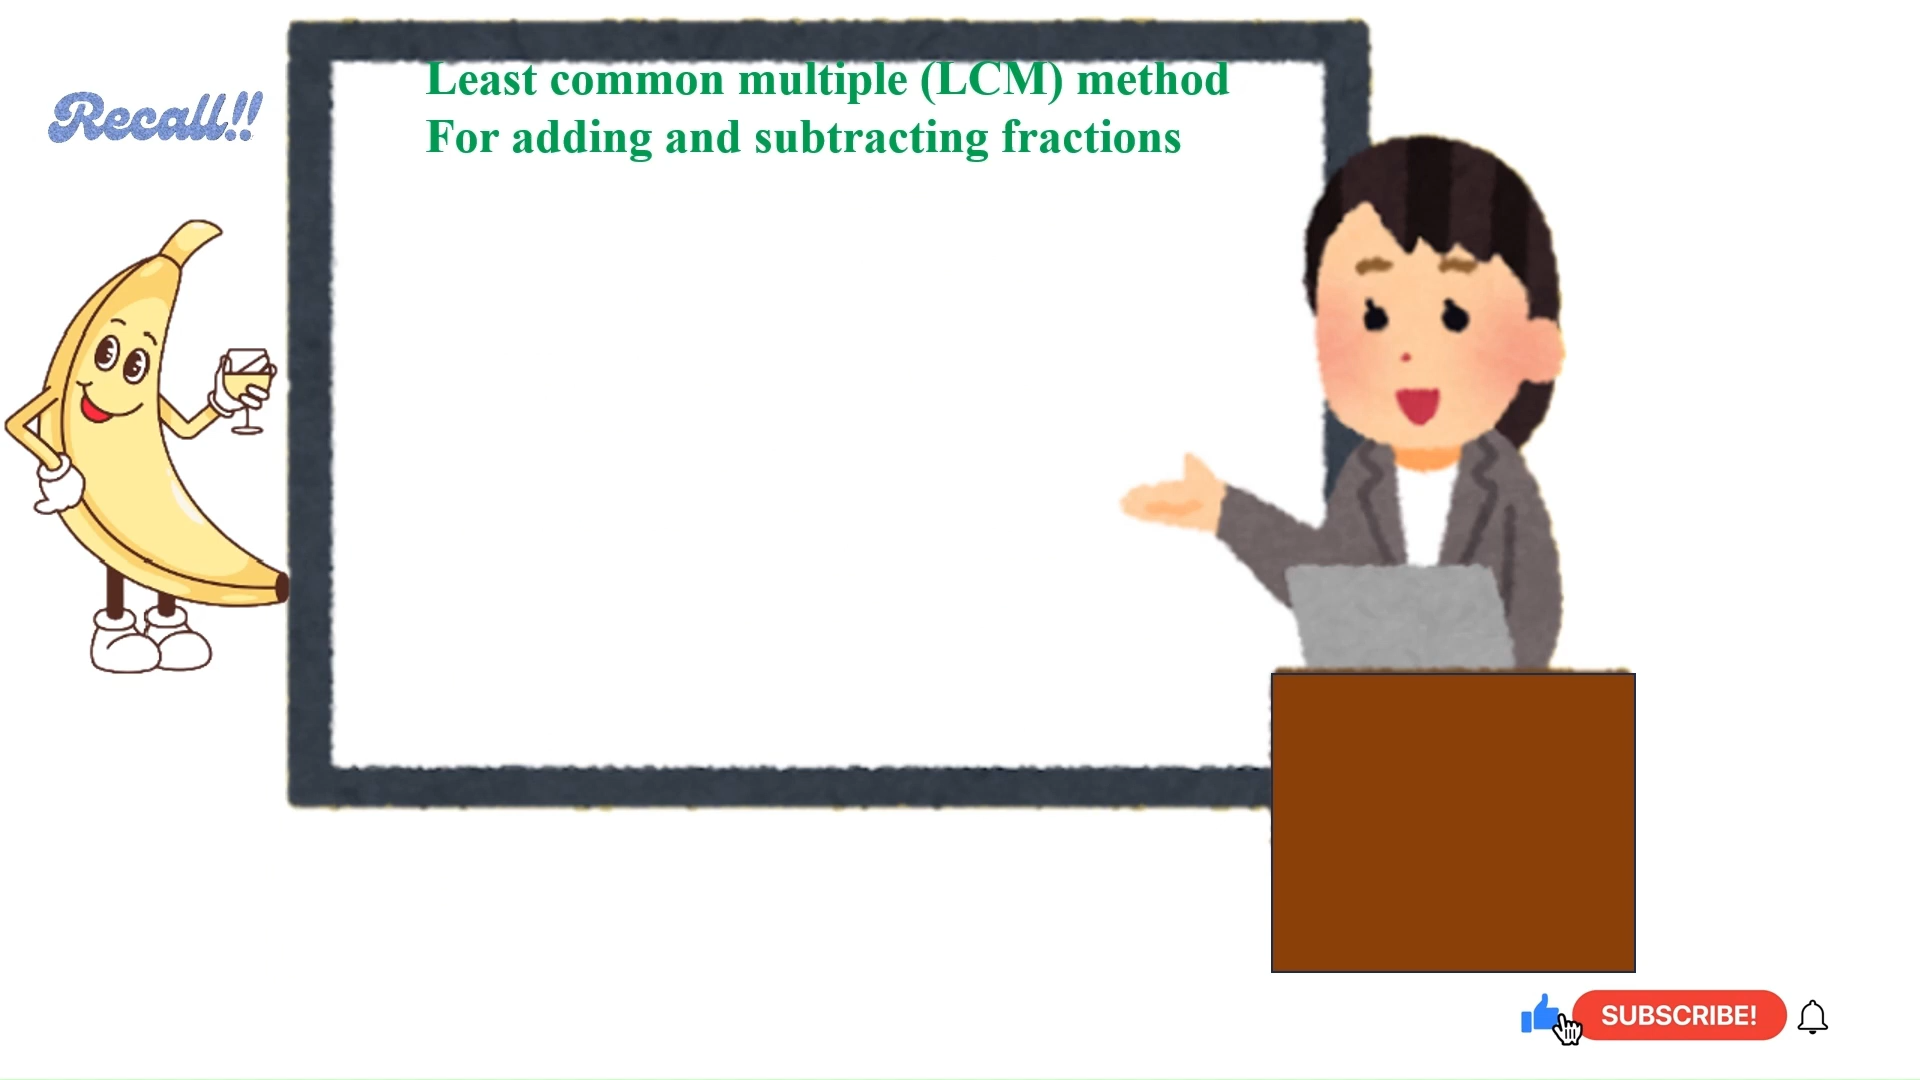 Recall!!
Least common multiple (LCM) method
For adding and subtracting fractions
SUBSCRIBE!